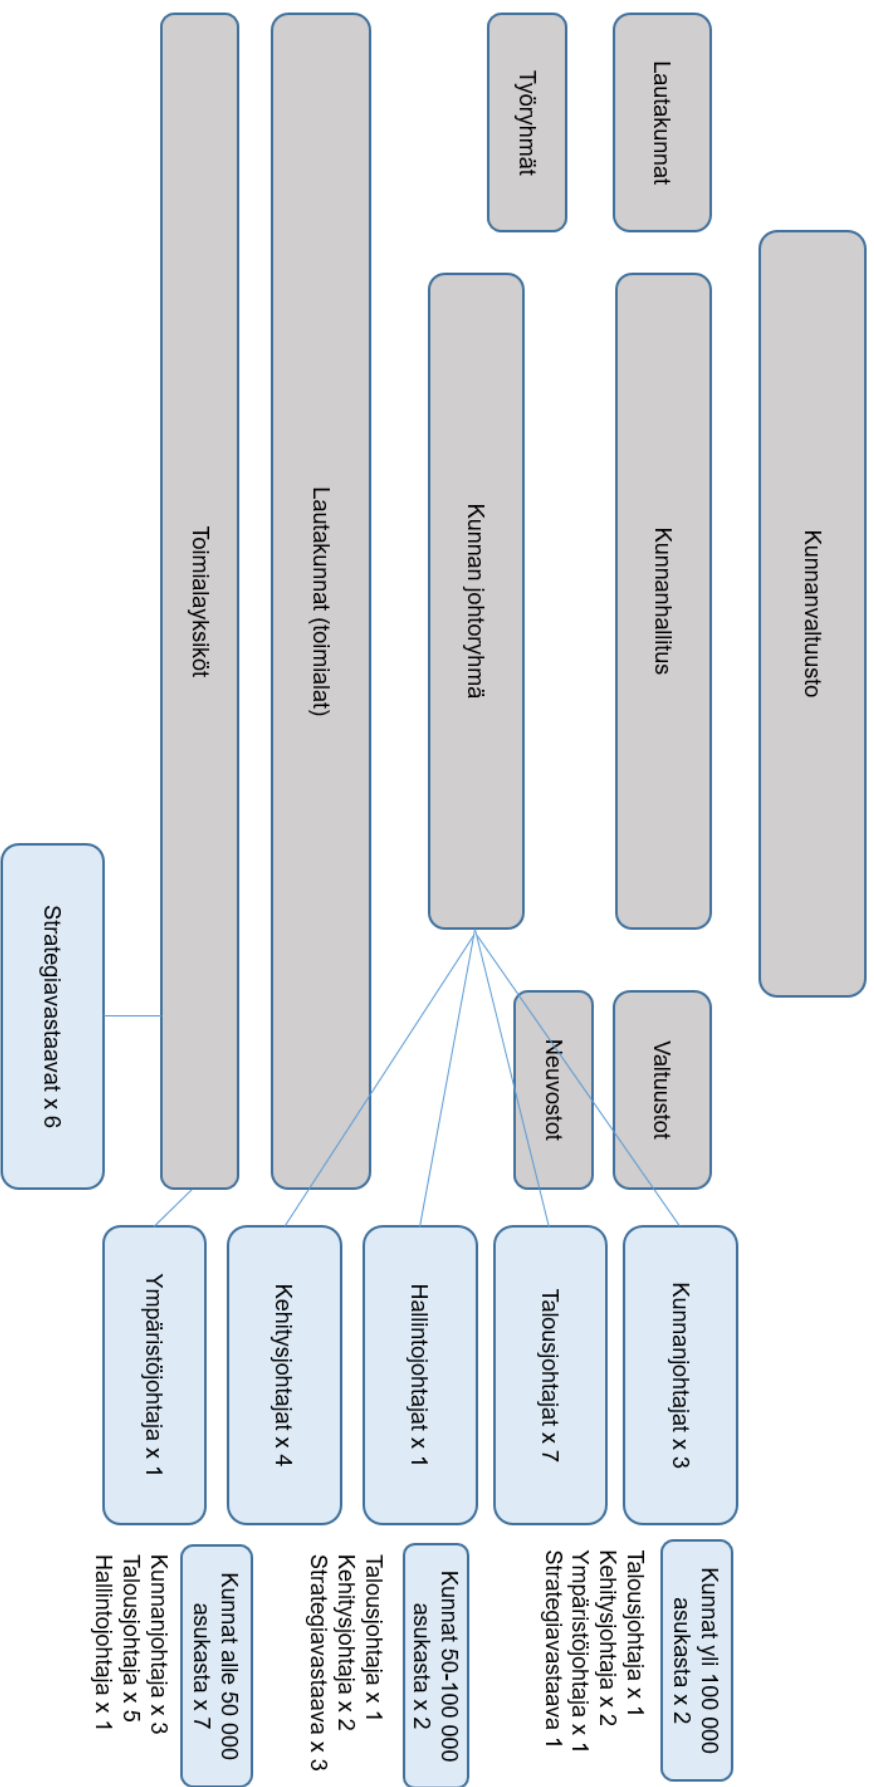 Kunnanvaltuusto
Lautakunnat
Kunnanhallitus
Valtuustot
Työryhmät
Kunnan johtoryhmä
Neuvostot
Lautakunnat (toimialat)
Toimialayksiköt
Strategiavastaavat x 6
Kunnanjohtajat x 3
Talousjohtajat x 7
Hallintojohtajat x 1
Kehitysjohtajat x 4
Ympäristöjohtaja x 1
Kunnat yli 100 000
asukasta x 2
Talousjohtaja x 1
Kehitysjohtaja x 2
Ympäristöjohtaja x 1
Strategiavastaava 1
Kunnat 50-100 000
asukasta x 2
Talousjohtaja x 1
Kehitysjohtaja x 2
Strategiavastaava x 3
Kunnat alle 50 000
asukasta x 7
Kunnanjohtaja x 3
Talousjohtaja x 5
Hallintojohtaja x 1